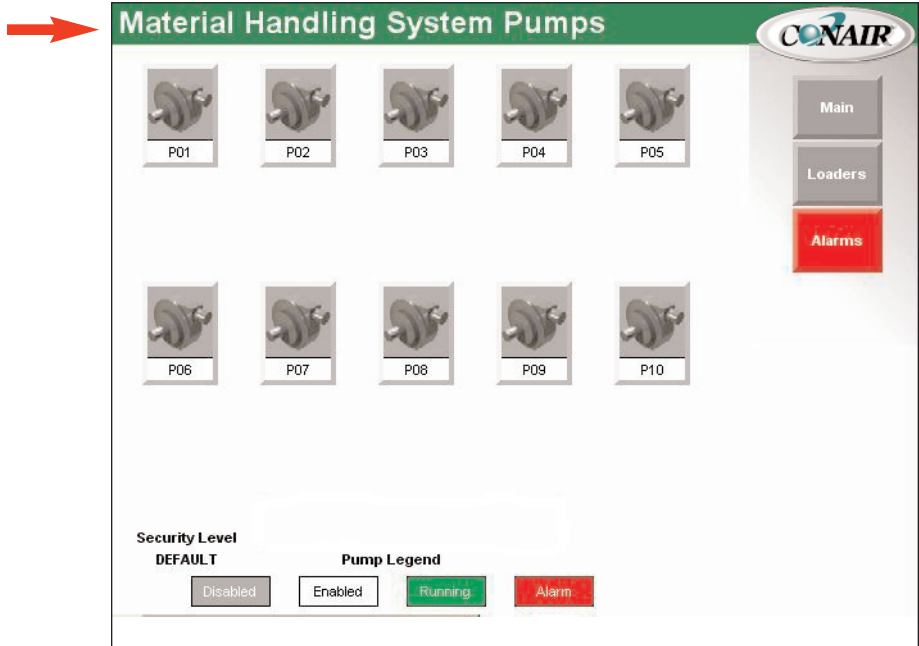 Material Handling System Pumps
CONAIR
Main
P01 P02 P03 P04 P05
Loaders
Alarms
P06 P07 P08 P09 P10
Security Level
DEFAULT Pump Legend
Disabled Enabled Running Alarm